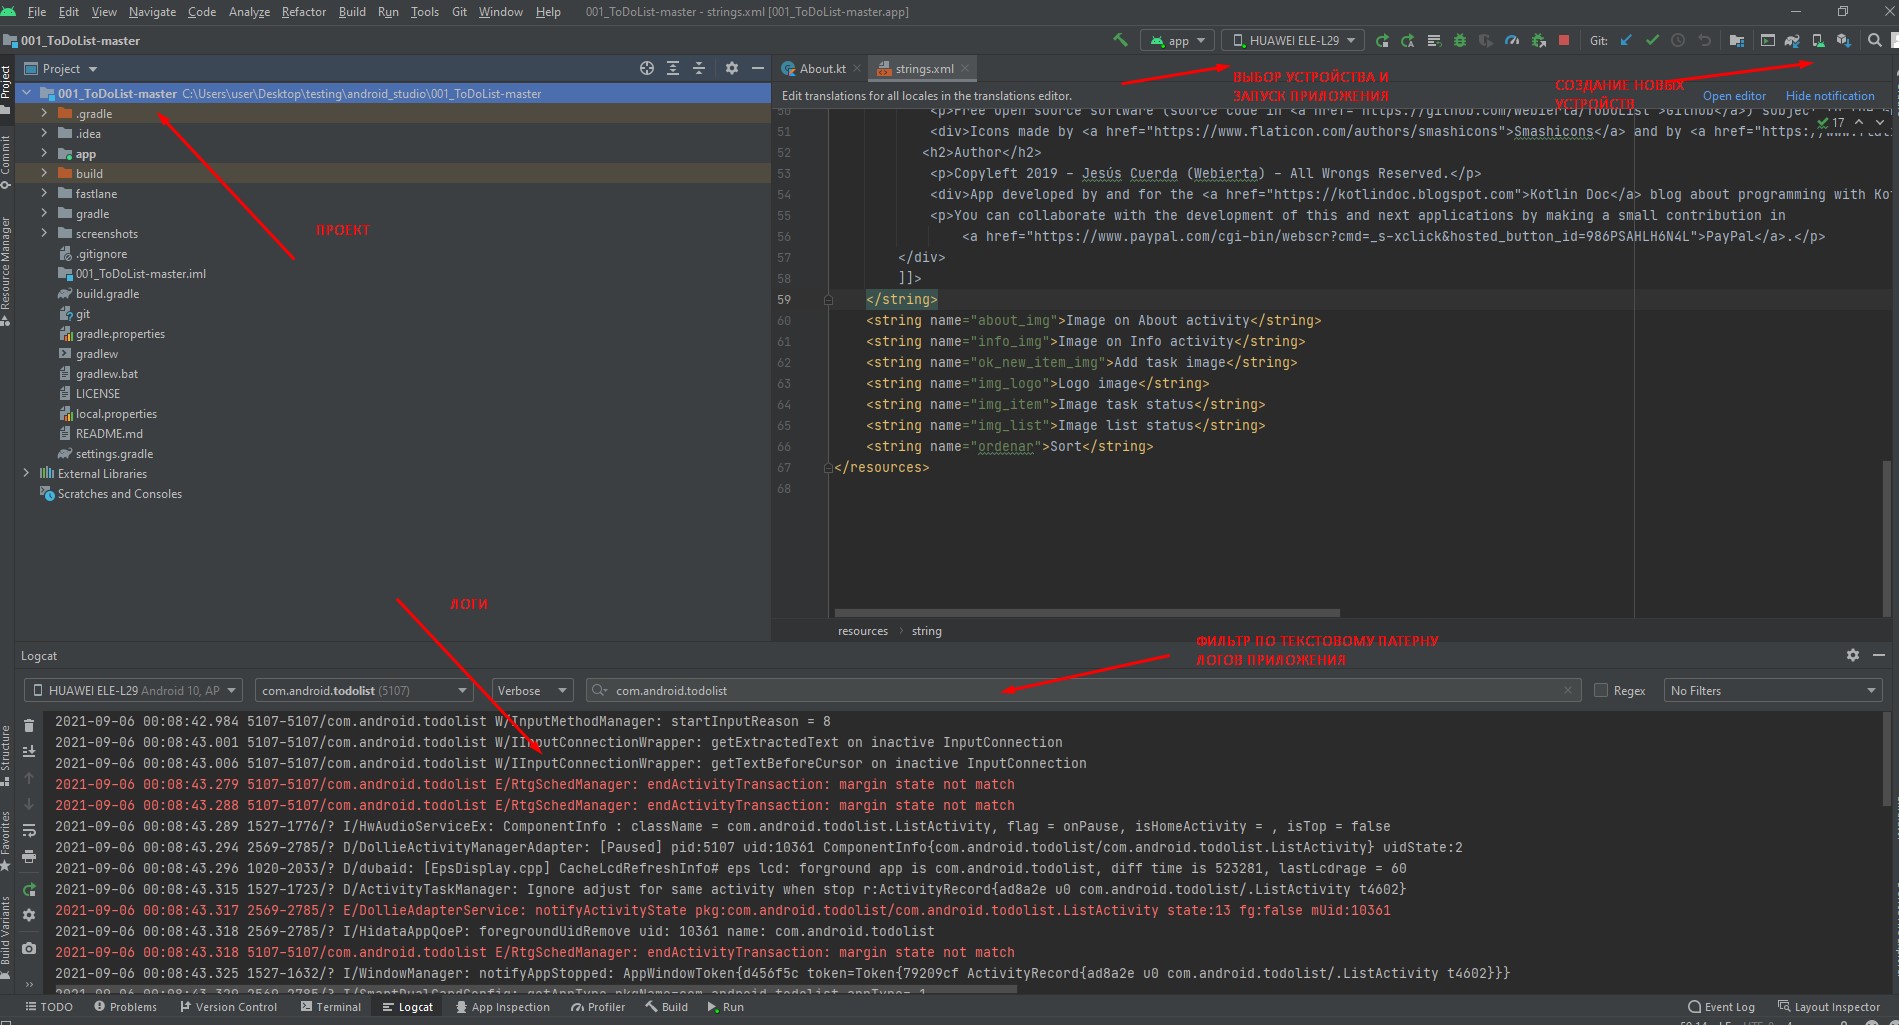 File Edit View Navigate Code Analyze Refactor Build Run Tools Git Window Help 001_ToDoList-master - strings.xml [001_ToDoList-master.app]
001_ToDoList-master
app
HUAWEI ELE-L29
Git:
Project
Project
About.kt
strings.xml
ВЫБОР УСТРОЙСТВА И
ЗАПУСК ПРИЛОЖЕНИЯ
СОЗДАНИЕ НОВЫХ
УСТРОЙСТВ
Edit translations for all locales in the translations editor.
Open editor
Hide notification
001_ToDoList-master C:\Users\user\Desktop\testing\android_studio\001_ToDoList-master
.gradle
.idea
app
build
fastlane
gradle
screenshots
.gitignore
001_ToDoList-master.iml
build.gradle
git
gradle.properties
gradlew
gradlew.bat
LICENSE
local.properties
README.md
settings.gradle
External Libraries
Scratches and Consoles
ПРОЕКТ
Commit
Resource Manager
17
50 <p>Free open source software (Source code in <a href="https://github.com/Webierta/ToDoList">GitHub</a>)
51 <div>Icons made by <a href="https://www.flaticon.com/authors/smashicons">Smashicons</a> and by <a href="https:
52 <h2>Author</h2>
53 <p>Copyleft 2019 - Jesús Cuerda (Webierta) - All Wrongs Reserved.</p>
54 <div>App developed by and for the <a href="https://kotlindoc.blogspot.com">Kotlin Doc</a> blog about programming with Ko
55 <p>You can collaborate with the development of this and next applications by making a small contribution in
56 <a href="https://www.paypal.com/cgi-bin/webscr?cmd=_s-xclick&hosted_button_id=986PSAHLH6N4L">PayPal</a>.</p>
57 </div>
58 ]]>
59 </string>
60 <string name="about_img">Image on About activity</string>
61 <string name="info_img">Image on Info activity</string>
62 <string name="ok_new_item_img">Add task image</string>
63 <string name="img_logo">Logo image</string>
64 <string name="img_item">Image task status</string>
65 <string name="img_list">Image list status</string>
66 <string name="ordenar">Sort</string>
67 </resources>
68
resources › string
ЛОГИ
ФИЛЬТР ПО ТЕКСТОВОМУ ПАТЕРНУ
ЛОГОВ ПРИЛОЖЕНИЯ
Logcat
HUAWEI ELE-L29 Android 10, AP
com.android.todolist (5107)
Verbose
com.android.todolist
Regex
No Filters
2021-09-06 00:08:42.984 5107-5107/com.android.todolist W/InputMethodManager: startInputReason = 8
2021-09-06 00:08:43.001 5107-5107/com.android.todolist W/IInputConnectionWrapper: getExtractedText on inactive InputConnection
2021-09-06 00:08:43.006 5107-5107/com.android.todolist W/IInputConnectionWrapper: getTextBeforeCursor on inactive InputConnection
2021-09-06 00:08:43.279 5107-5107/com.android.todolist E/RtgSchedManager: endActivityTransaction: margin state not match
2021-09-06 00:08:43.288 5107-5107/com.android.todolist E/RtgSchedManager: endActivityTransaction: margin state not match
2021-09-06 00:08:43.289 1527-1776/? I/HwAudioServiceEx: ComponentInfo : className = com.android.todolist.ListActivity, flag = onPause, isHomeActivity = , isTop = false
2021-09-06 00:08:43.294 2569-2785/? D/DollieActivityManagerAdapter: [Paused] pid:5107 uid:10361 ComponentInfo{com.android.todolist/com.android.todolist.ListActivity} uidState:2
2021-09-06 00:08:43.296 1020-2033/? D/dubaid: [EpsDisplay.cpp] CacheLcdRefreshInfo# eps lcd: forground app is com.android.todolist, diff time is 523281, lastLcdrage = 60
2021-09-06 00:08:43.315 1527-1723/? D/ActivityTaskManager: Ignore adjust for same activity when stop r:ActivityRecord{ad8a2e u0 com.android.todolist/.ListActivity t4602}
2021-09-06 00:08:43.317 2569-2785/? E/DollieAdapterService: notifyActivityState pkg:com.android.todolist/com.android.todolist.ListActivity state:13 fg:false mUid:10361
2021-09-06 00:08:43.318 2569-2785/? I/HidataAppQoeP: foregroundUidRemove uid: 10361 name: com.android.todolist
2021-09-06 00:08:43.318 5107-5107/com.android.todolist E/RtgSchedManager: endActivityTransaction: margin state not match
2021-09-06 00:08:43.325 1527-1632/? I/WindowManager: notifyAppStopped: AppWindowToken{d456f5c token=Token{79209cf ActivityRecord{ad8a2e u0 com.android.todolist/.ListActivity t4602}}}
Structure
Favorites
Build Variants
TODO
Problems
Version Control
Terminal
Logcat
App Inspection
Profiler
Build
Run
Event Log
Layout Inspector